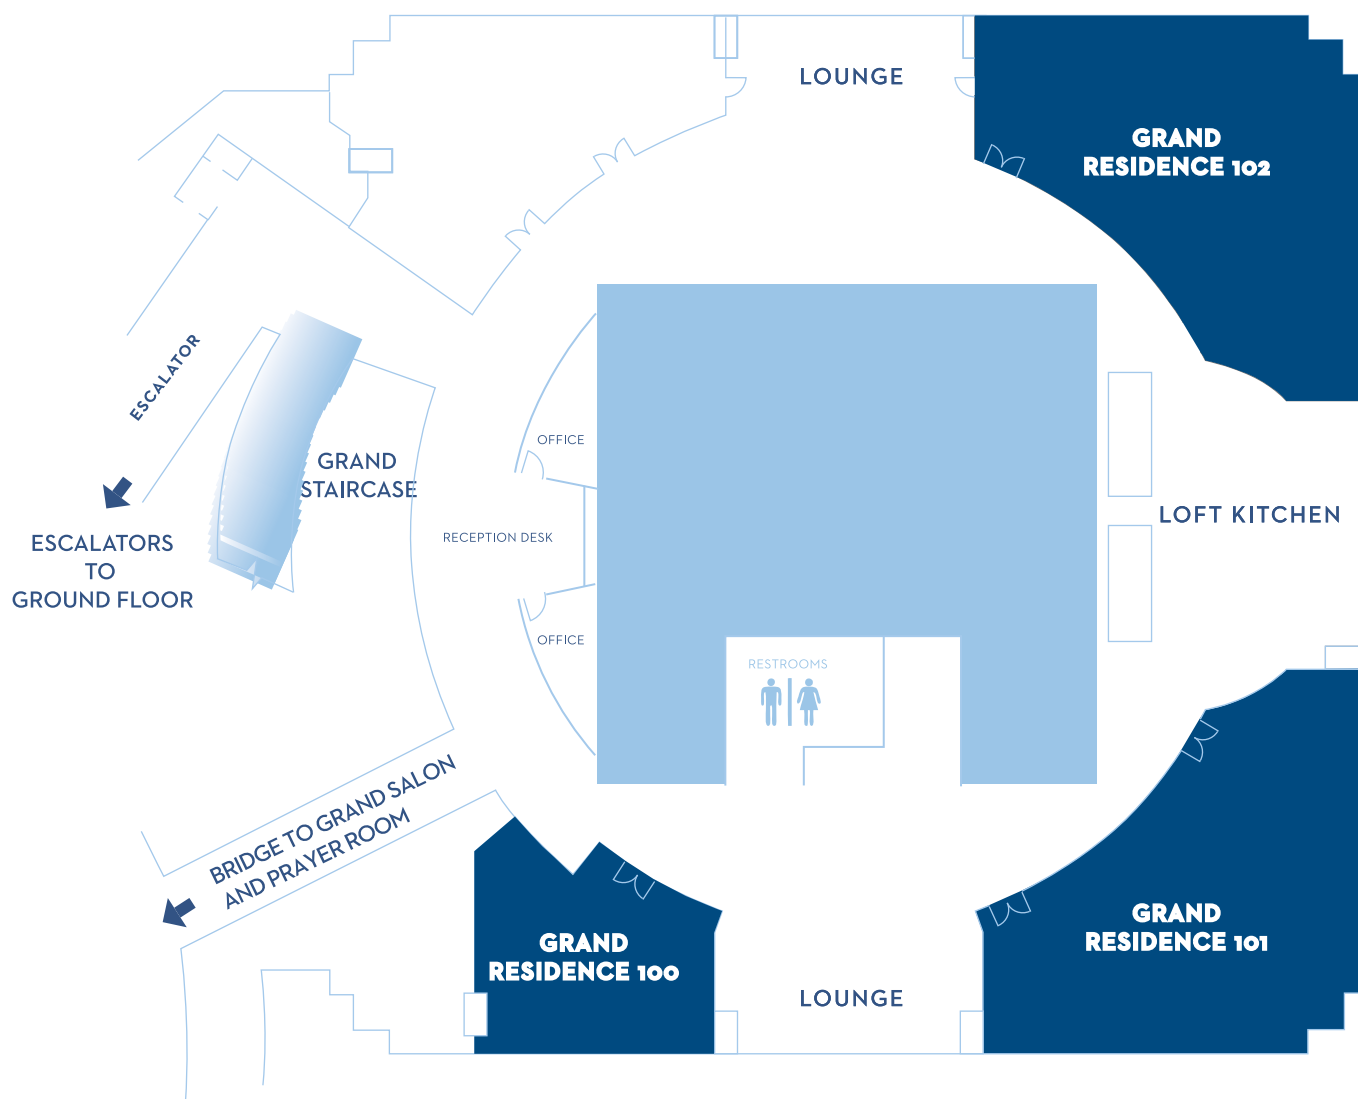 LOUNGE
GRAND
RESIDENCE 102
ESCALATOR
OFFICE
GRAND
STAIRCASE
LOFT KITCHEN
RECEPTION DESK
ESCALATORS
TO
GROUND FLOOR
OFFICE
RESTROOMS
BRIDGE TO GRAND SALON
AND PRAYER ROOM
GRAND
RESIDENCE 100
GRAND
RESIDENCE 101
LOUNGE